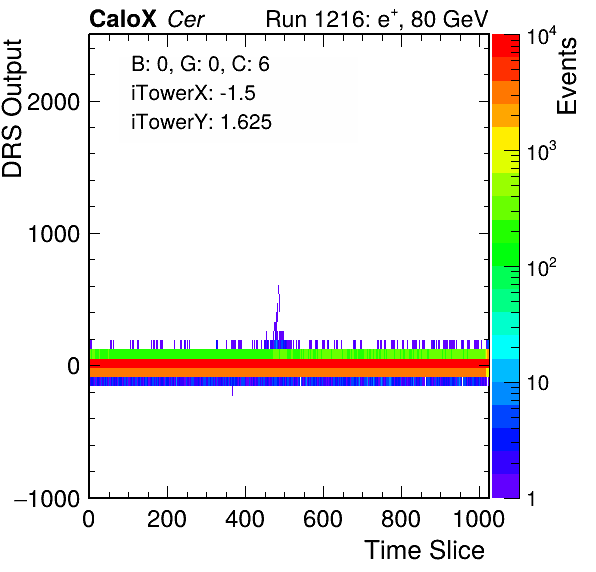 CaloX Cer Run 1216: e⁺, 80 GeV
DRS Output
B: 0, G: 0, C: 6
iTowerX: -1.5
iTowerY: 1.625
2000
1000
0
−1000
0 200 400 600 800 1000
Time Slice
Events
10⁴
10³
10²
10
1